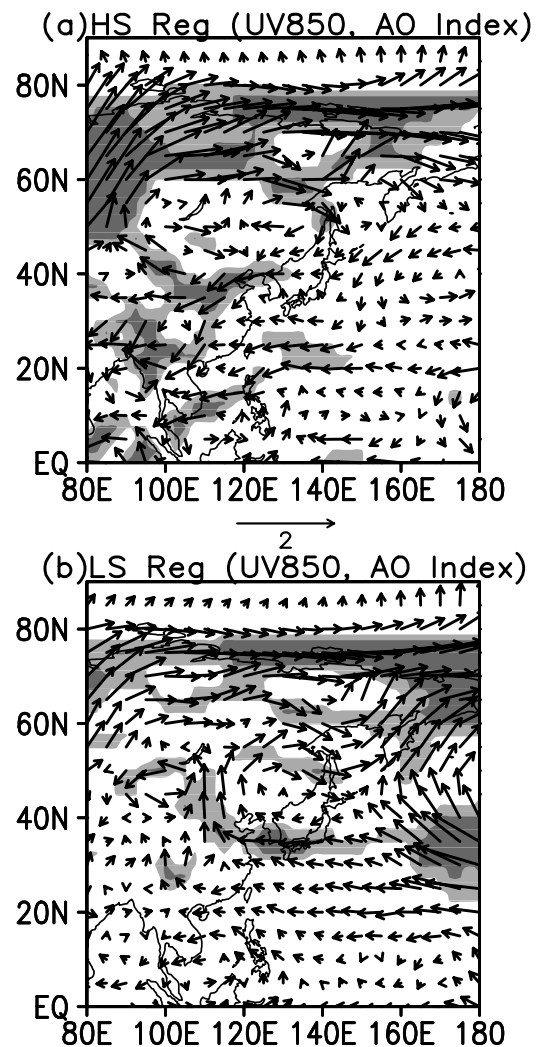 (a)HS Reg (UV850, AO Index)
80N
60N
40N
20N
EQ
80E 100E 120E 140E 160E 180
2
(b)LS Reg (UV850, AO Index)
80N
60N
40N
20N
EQ
80E 100E 120E 140E 160E 180